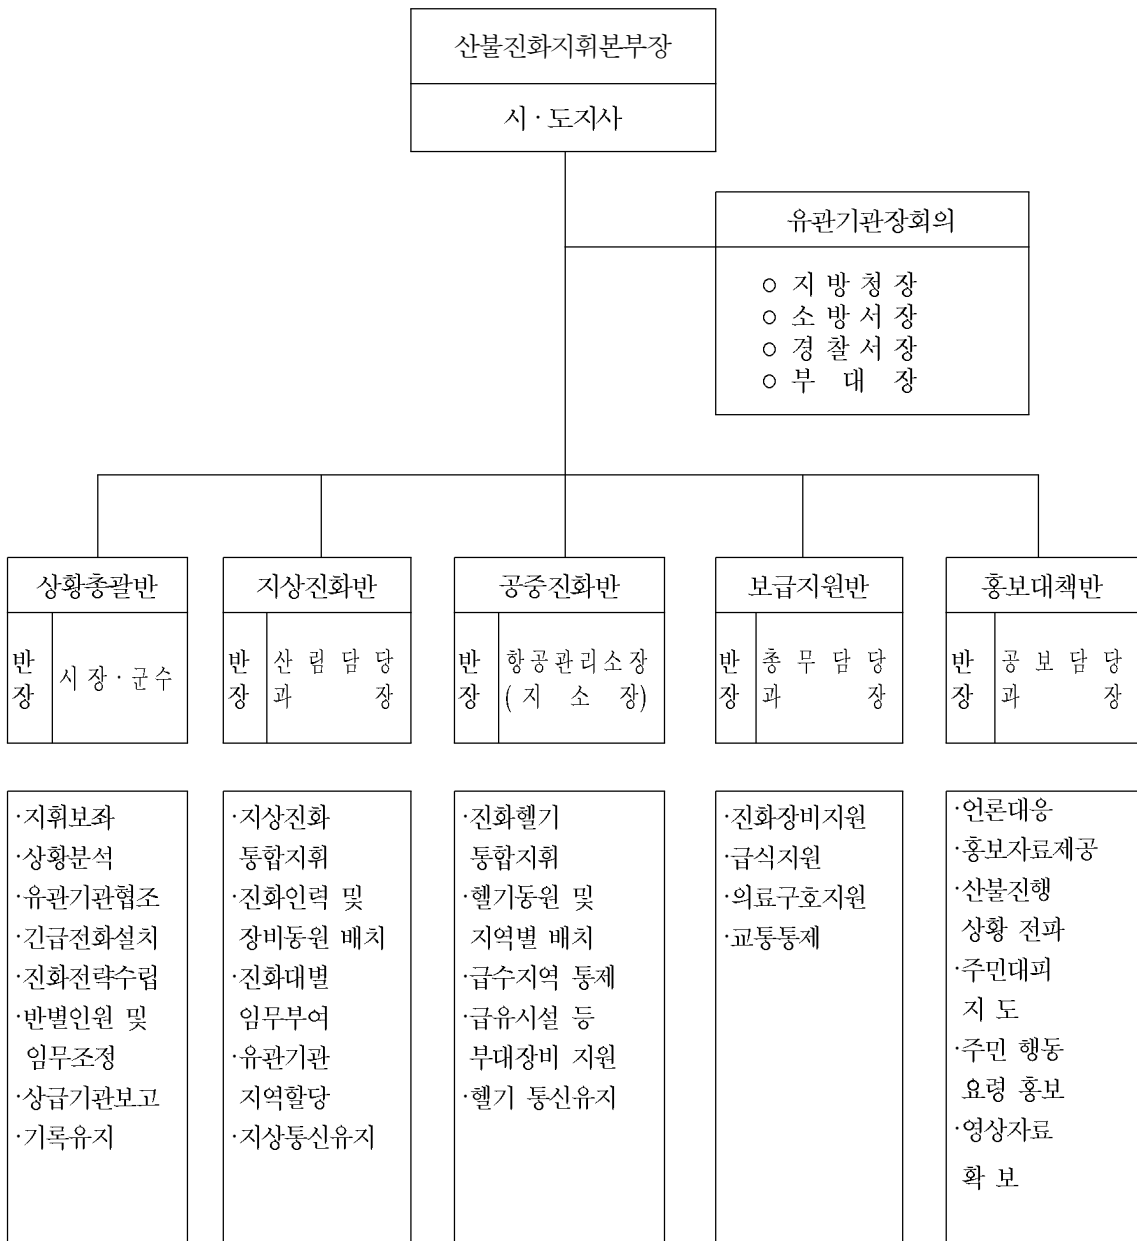 산불진화지휘본부장
시·도지사
유관기관장회의
○ 지 방 청 장
○ 소 방 서 장
○ 경 찰 서 장
○ 부 대 장
상황총괄반
반장
시 장 · 군 수
·지휘보좌
·상황분석
·유관기관협조
·긴급전화설치
·진화전략수립
·반별인원 및
임무조정
·상급기관보고
·기록유지
지상진화반
반장
산 림 담 당
과 장
·지상진화
통합지휘
·진화인력 및
장비동원 배치
·진화대별
임무부여
·유관기관
지역할당
·지상통신유지
공중진화반
반장
항공관리소장
( 지 소 장)
·진화헬기
통합지휘
·헬기동원 및
지역별 배치
·급수지역 통제
·급유시설 등
부대장비 지원
·헬기 통신유지
보급지원반
반장
총 무 담 당
과 장
·진화장비지원
·급식지원
·의료구호지원
·교통통제
홍보대책반
반장
공 보 담 당
과 장
·언론대응
·홍보자료제공
·산불진행
상황 전파
·주민대피
지 도
·주민 행동
요령 홍보
·영상자료
확 보